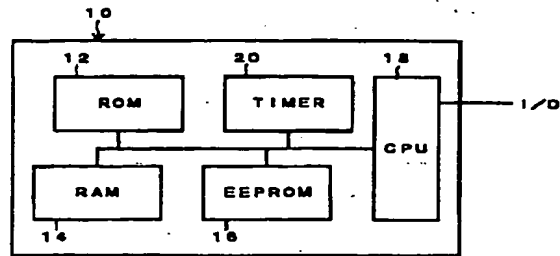 10
12 20 18
ROM TIMER
I/O
CPU
RAM EEPROM
14 16